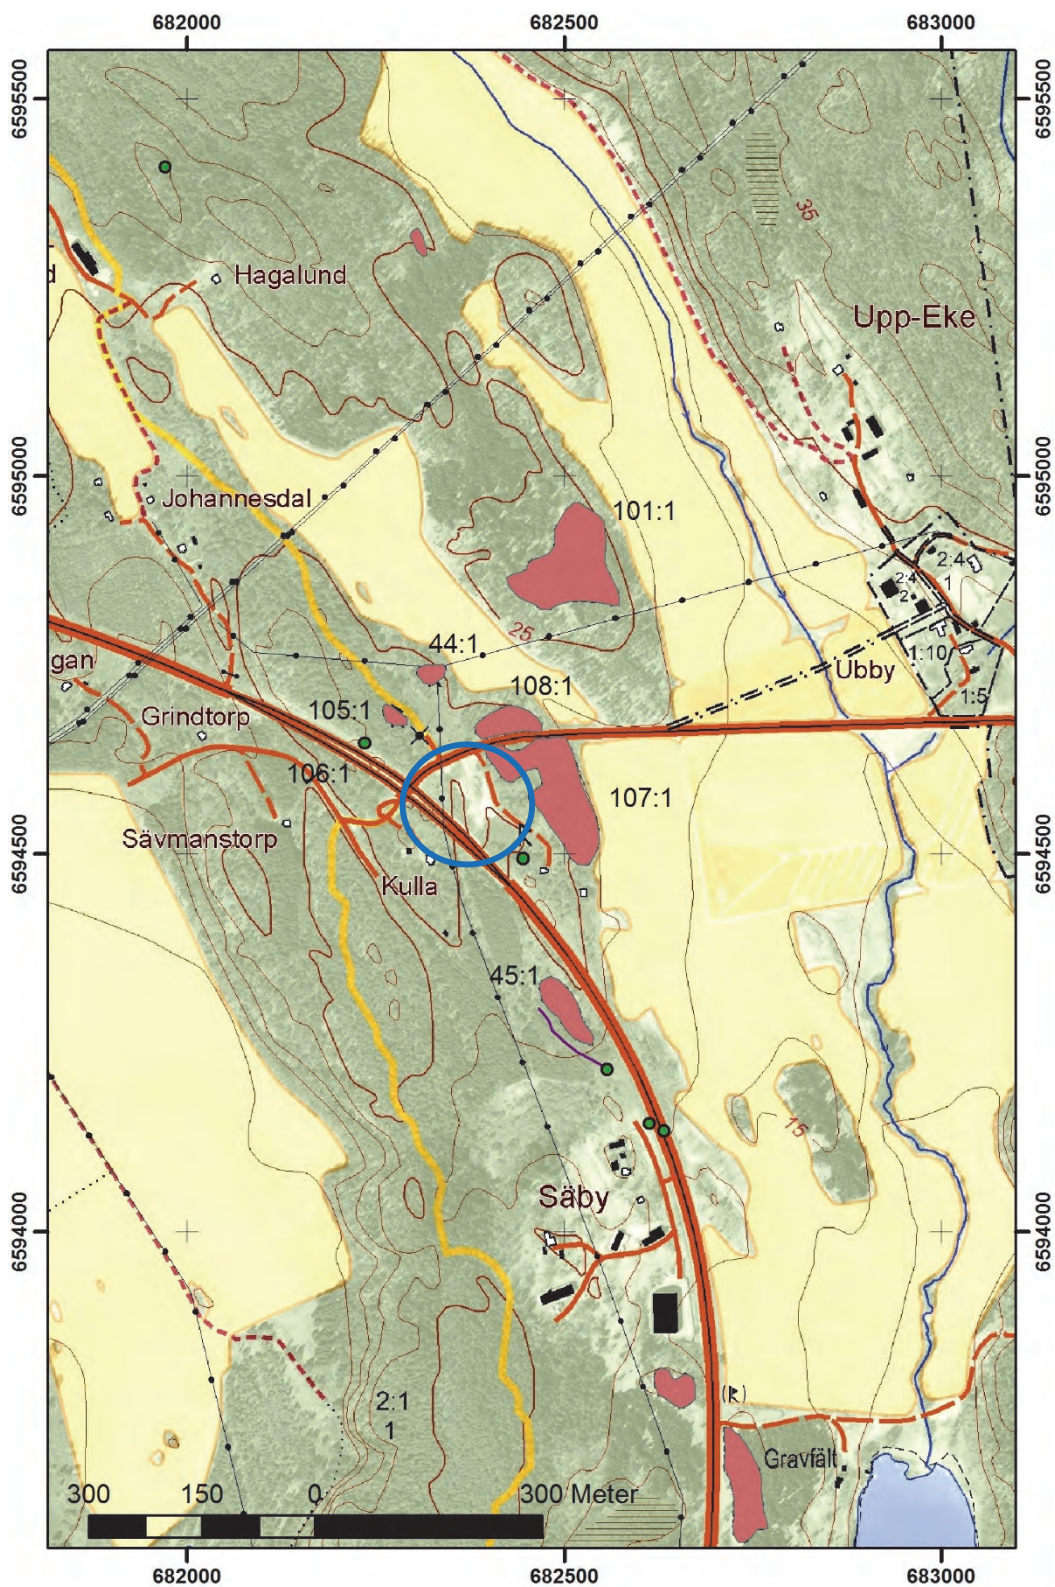 682000 682500 683000
6595500 6595500
35
d Hagalund
Upp-Eke
6595000 6595000
Johannesdal
101:1
2:4
1
2:4
2
25
44:1
gan
1:10
Ubby
108:1
1:5
Grindtorp 105:1
106:1
107:1
Sävmanstorp
6594500 6594500
Kulla
45:1
15
Säby
6594000 6594000
(k)
2:1
1
Gravfält
300 150 0 300 Meter
682000 682500 683000